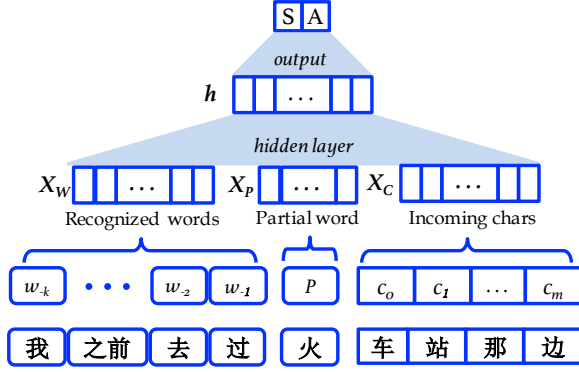 S A
output
h ...
hidden layer
X_W ... X_P ... X_C ...
Recognized words Partial word Incoming chars
w_-k ... w_-2 w_-1 P c_0 c_1 ... c_m
我 之前 去 过 火 车 站 那 边